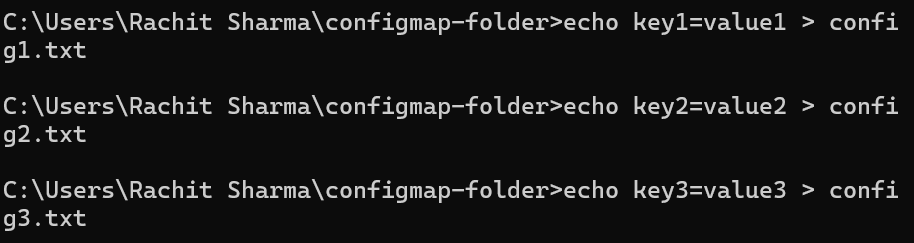 C:\Users\Rachit Sharma\configmap-folder>echo key1=value1 > confi
g1.txt
C:\Users\Rachit Sharma\configmap-folder>echo key2=value2 > confi
g2.txt
C:\Users\Rachit Sharma\configmap-folder>echo key3=value3 > confi
g3.txt